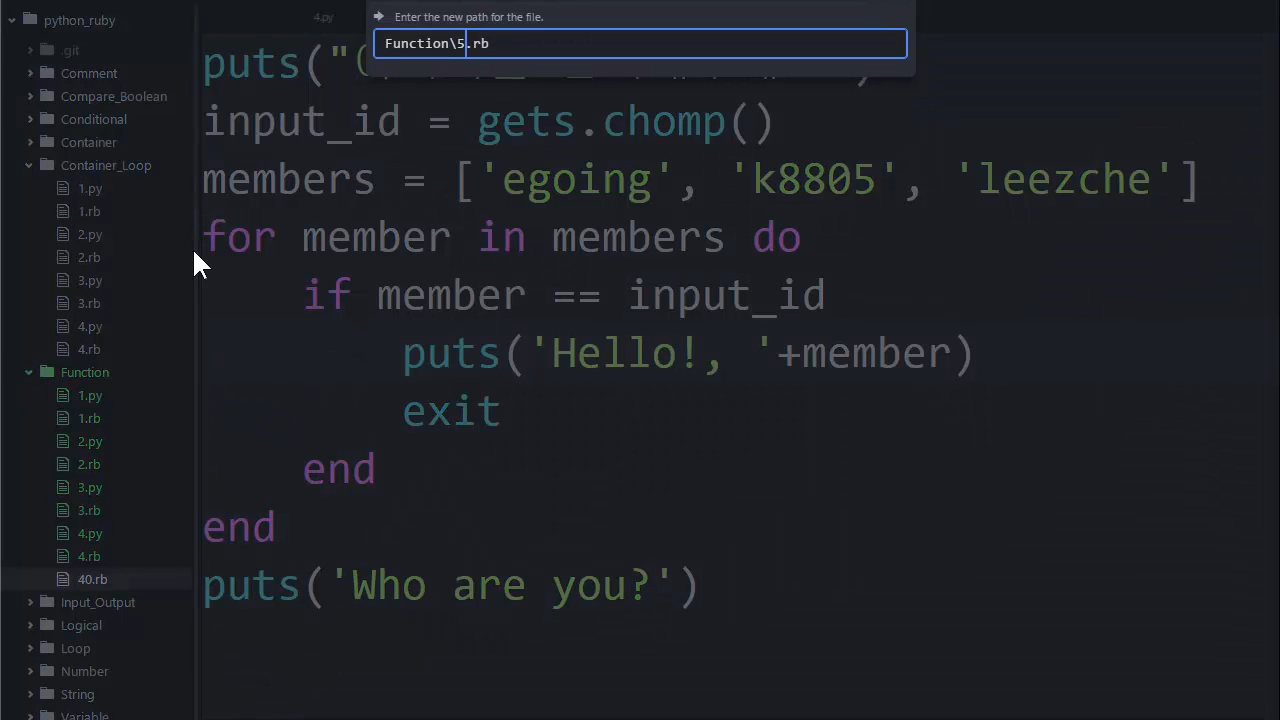 python_ruby
.git
Comment
Compare_Boolean
Conditional
Container
Container_Loop
1.py
1.rb
2.py
2.rb
3.py
3.rb
4.py
4.rb
Function
1.py
1.rb
2.py
2.rb
3.py
3.rb
4.py
4.rb
40.rb
Input_Output
Logical
Loop
Number
String
Variable
4.py
Enter the new path for the file.
Function\5.rb
puts("
input_id = gets.chomp()
members = ['egoing', 'k8805', 'leezche']
for member in members do
if member == input_id
puts('Hello!, '+member)
exit
end
end
puts('Who are you?')